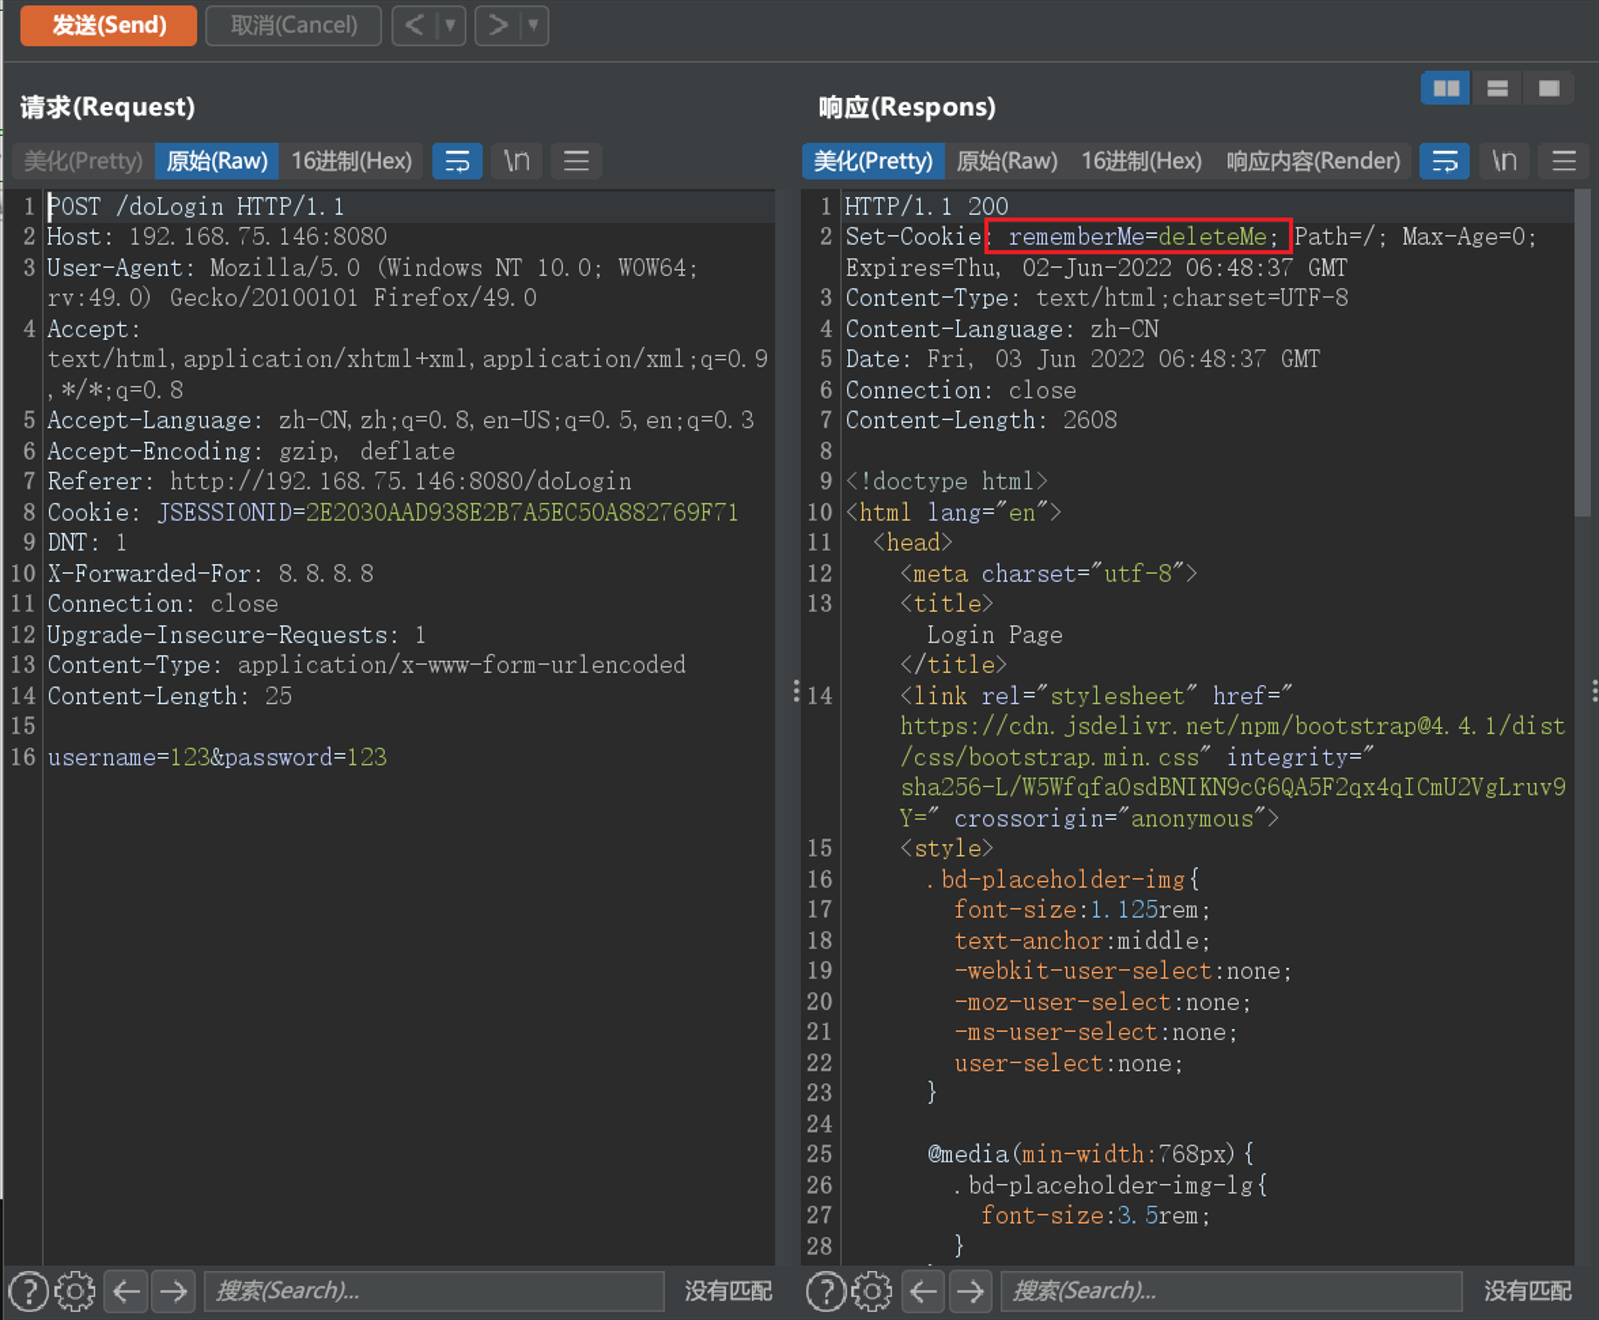 发送(Send) 取消(Cancel) < ▼ > ▼
请求(Request)
美化(Pretty) 原始(Raw) 16进制(Hex) \n
1 POST /doLogin HTTP/1.1
2 Host: 192.168.75.146:8080
3 User-Agent: Mozilla/5.0 (Windows NT 10.0; WOW64;
rv:49.0) Gecko/20100101 Firefox/49.0
4 Accept:
text/html,application/xhtml+xml,application/xml;q=0.9
,*/*;q=0.8
5 Accept-Language: zh-CN,zh;q=0.8,en-US;q=0.5,en;q=0.3
6 Accept-Encoding: gzip, deflate
7 Referer: http://192.168.75.146:8080/doLogin
8 Cookie: JSESSIONID=2E2030AAD938E2B7A5EC50A882769F71
9 DNT: 1
10 X-Forwarded-For: 8.8.8.8
11 Connection: close
12 Upgrade-Insecure-Requests: 1
13 Content-Type: application/x-www-form-urlencoded
14 Content-Length: 25
15
16 username=123&password=123
搜索(Search)... 没有匹配
响应(Respons)
美化(Pretty) 原始(Raw) 16进制(Hex) 响应内容(Render) \n
1 HTTP/1.1 200
2 Set-Cookie: rememberMe=deleteMe; Path=/; Max-Age=0;
Expires=Thu, 02-Jun-2022 06:48:37 GMT
3 Content-Type: text/html;charset=UTF-8
4 Content-Language: zh-CN
5 Date: Fri, 03 Jun 2022 06:48:37 GMT
6 Connection: close
7 Content-Length: 2608
8
9 <!doctype html>
10 <html lang="en">
11 <head>
12 <meta charset="utf-8">
13 <title>
Login Page
</title>
14 <link rel="stylesheet" href="
https://cdn.jsdelivr.net/npm/bootstrap@4.4.1/dist
/css/bootstrap.min.css" integrity="
sha256-L/W5Wfqfa0sdBNIKN9cG6QA5F2qx4qICmU2VgLruv9
Y=" crossorigin="anonymous">
15 <style>
16 .bd-placeholder-img{
17 font-size:1.125rem;
18 text-anchor:middle;
19 -webkit-user-select:none;
20 -moz-user-select:none;
21 -ms-user-select:none;
22 user-select:none;
23 }
24
25 @media(min-width:768px){
26 .bd-placeholder-img-lg{
27 font-size:3.5rem;
28 }
搜索(Search)... 没有匹配